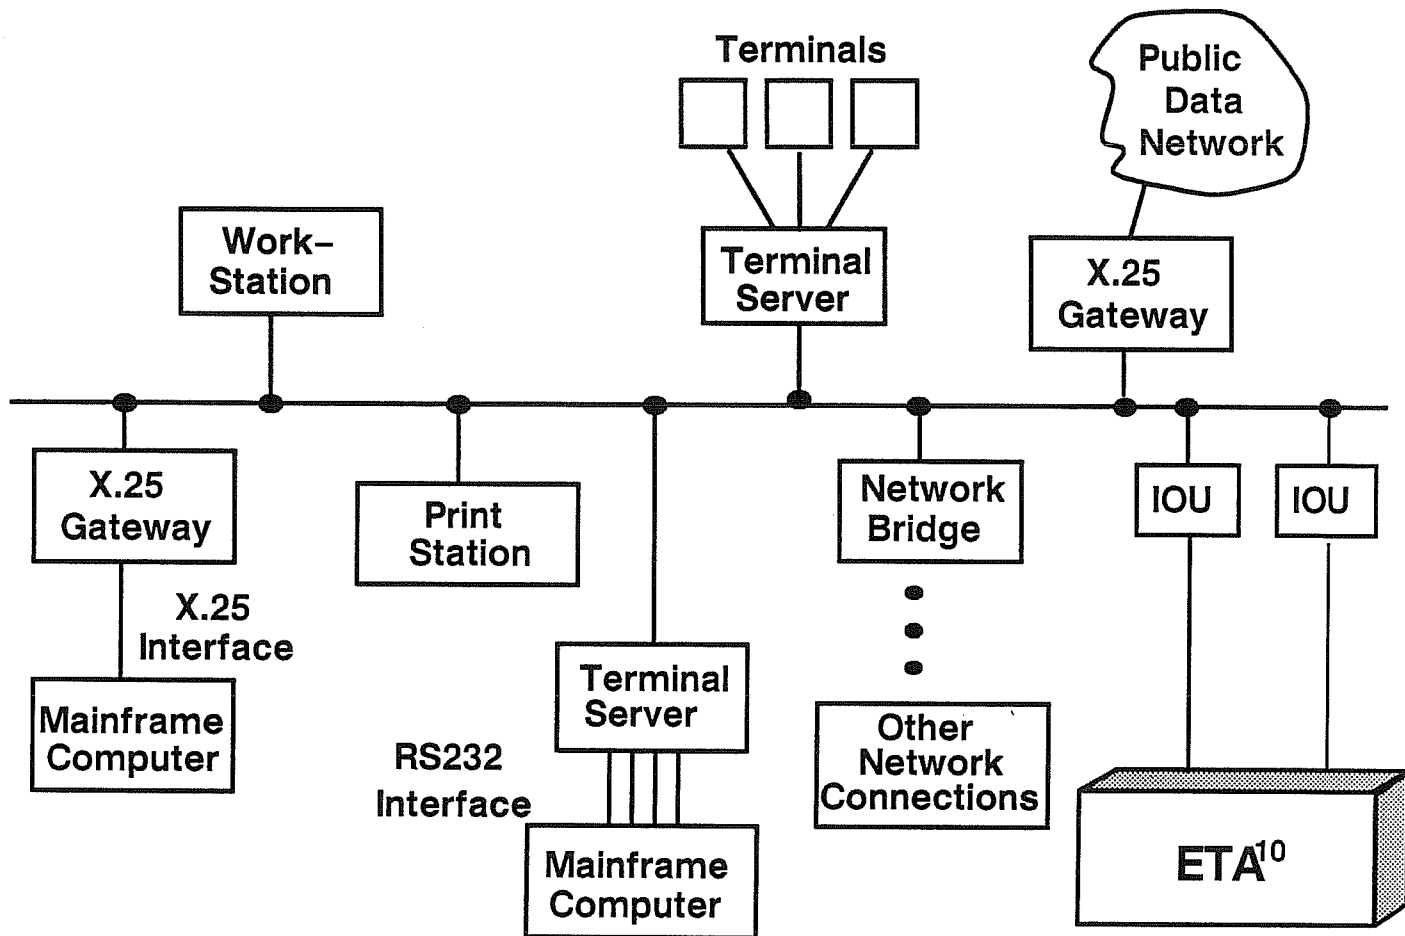 Terminals
Public
Data
Network
Work–
Station
Terminal
Server
X.25
Gateway
X.25
Gateway
Print
Station
Network
Bridge
IOU
IOU
X.25
Interface
Terminal
Server
Mainframe
Computer
Other
Network
Connections
RS232
Interface
Mainframe
Computer
ETA10